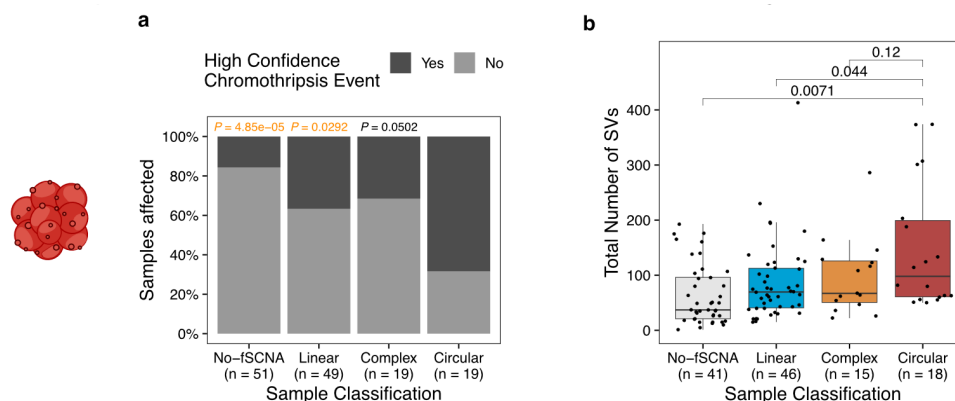 a
High Confidence
Chromothripsis Event
Yes
No
P = 4.85e−05
P = 0.0292
P = 0.0502
100%
80%
60%
40%
20%
0%
Samples affected
No−fSCNA
(n = 51)
Linear
(n = 49)
Complex
(n = 19)
Circular
(n = 19)
Sample Classification
b
0.12
0.044
0.0071
400
300
200
100
0
Total Number of SVs
No−fSCNA
(n = 41)
Linear
(n = 46)
Complex
(n = 15)
Circular
(n = 18)
Sample Classification